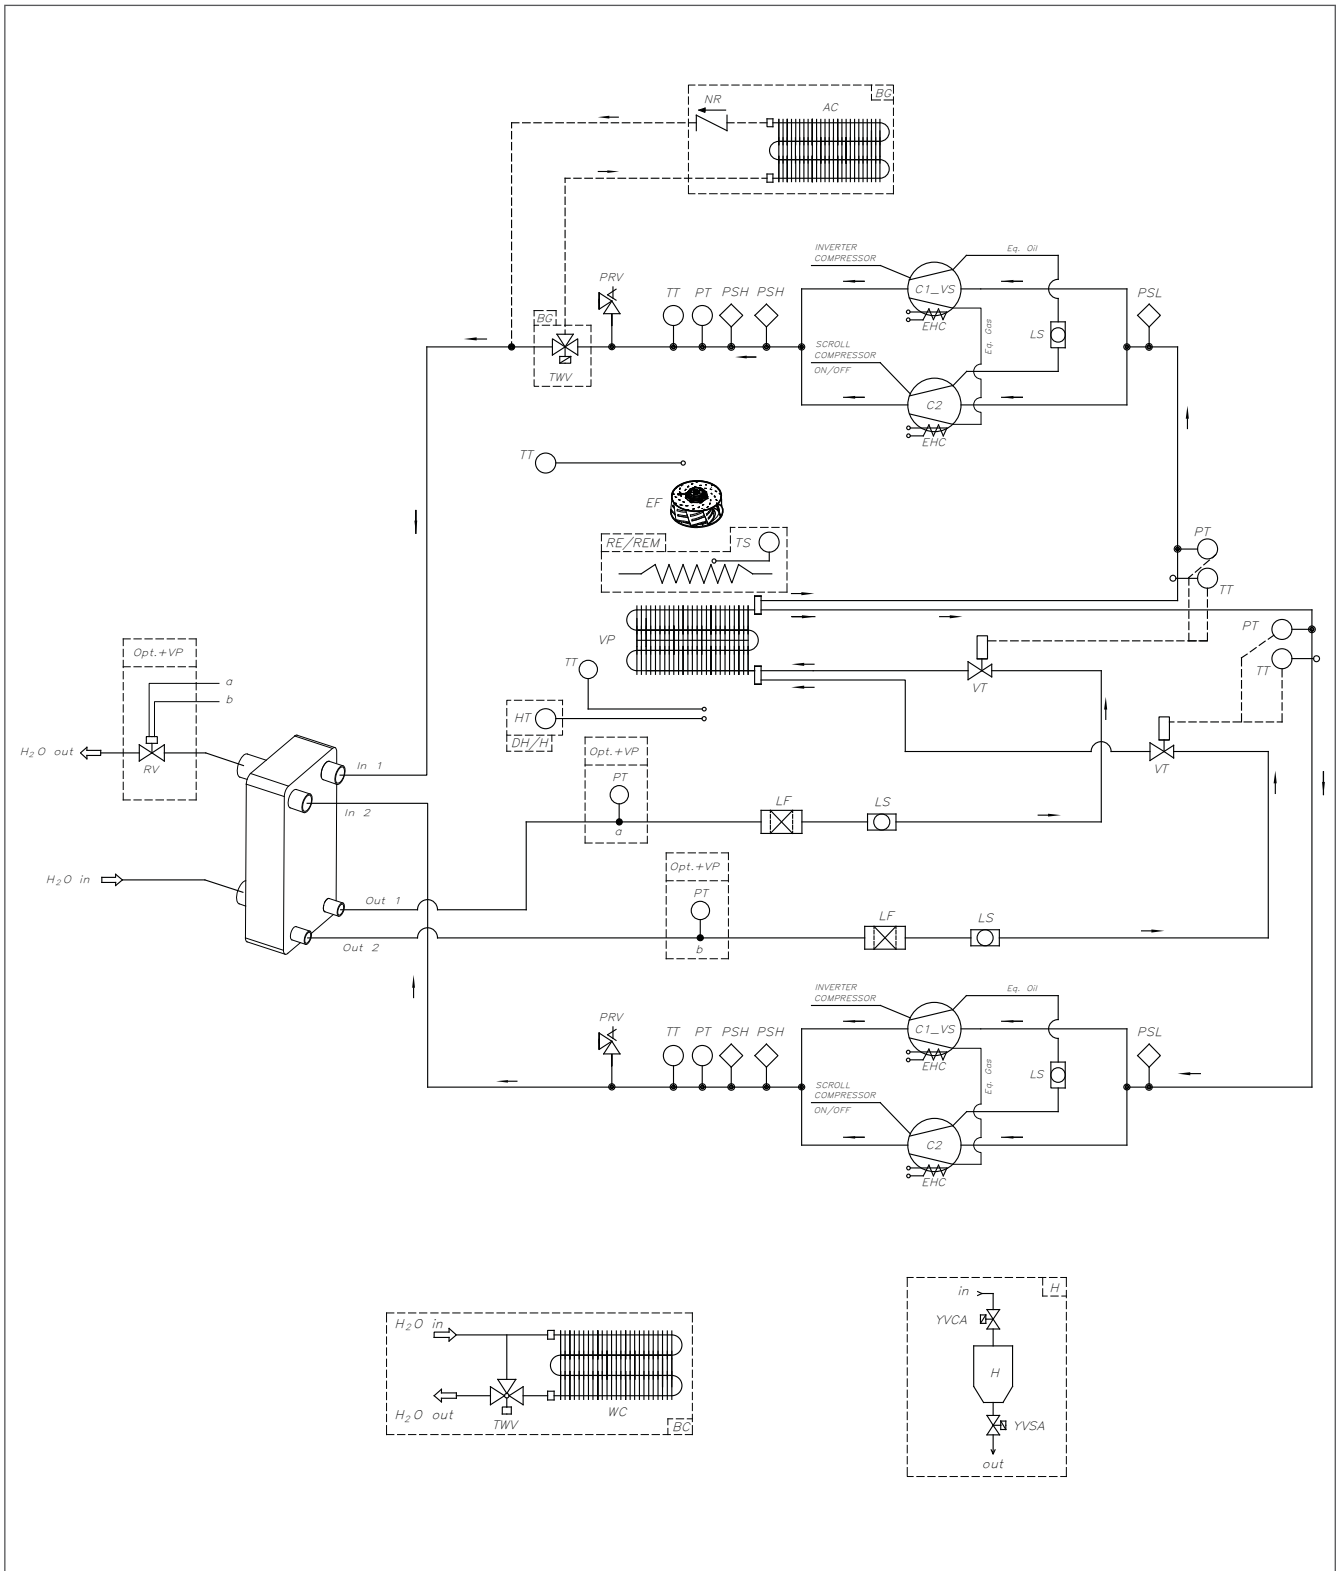 BG
NR
AC
INVERTER
COMPRESSOR
Eq. Oil
PRV
C1_VS
TT
PT
PSH
PSH
PSL
BG
EHC
Eq. Gas
LS
SCROLL
COMPRESSOR
ON/OFF
TWV
C2
EHC
TT
EF
PT
RE/REM
TS
TT
PT
VP
Opt.+VP
TT
TT
VT
a
b
HT
DH/H
Opt.+VP
H₂O out
RV
In 1
VT
PT
In 2
LF
LS
a
Opt.+VP
H₂O in
PT
Out 1
LF
LS
Out 2
b
INVERTER
COMPRESSOR
Eq. Oil
PRV
TT
PT
PSH
PSH
C1_VS
PSL
EHC
Eq. Gas
LS
SCROLL
COMPRESSOR
ON/OFF
C2
EHC
in
H
H₂O in
YVCA
H
H₂O out
TWV
WC
BC
YVSA
out